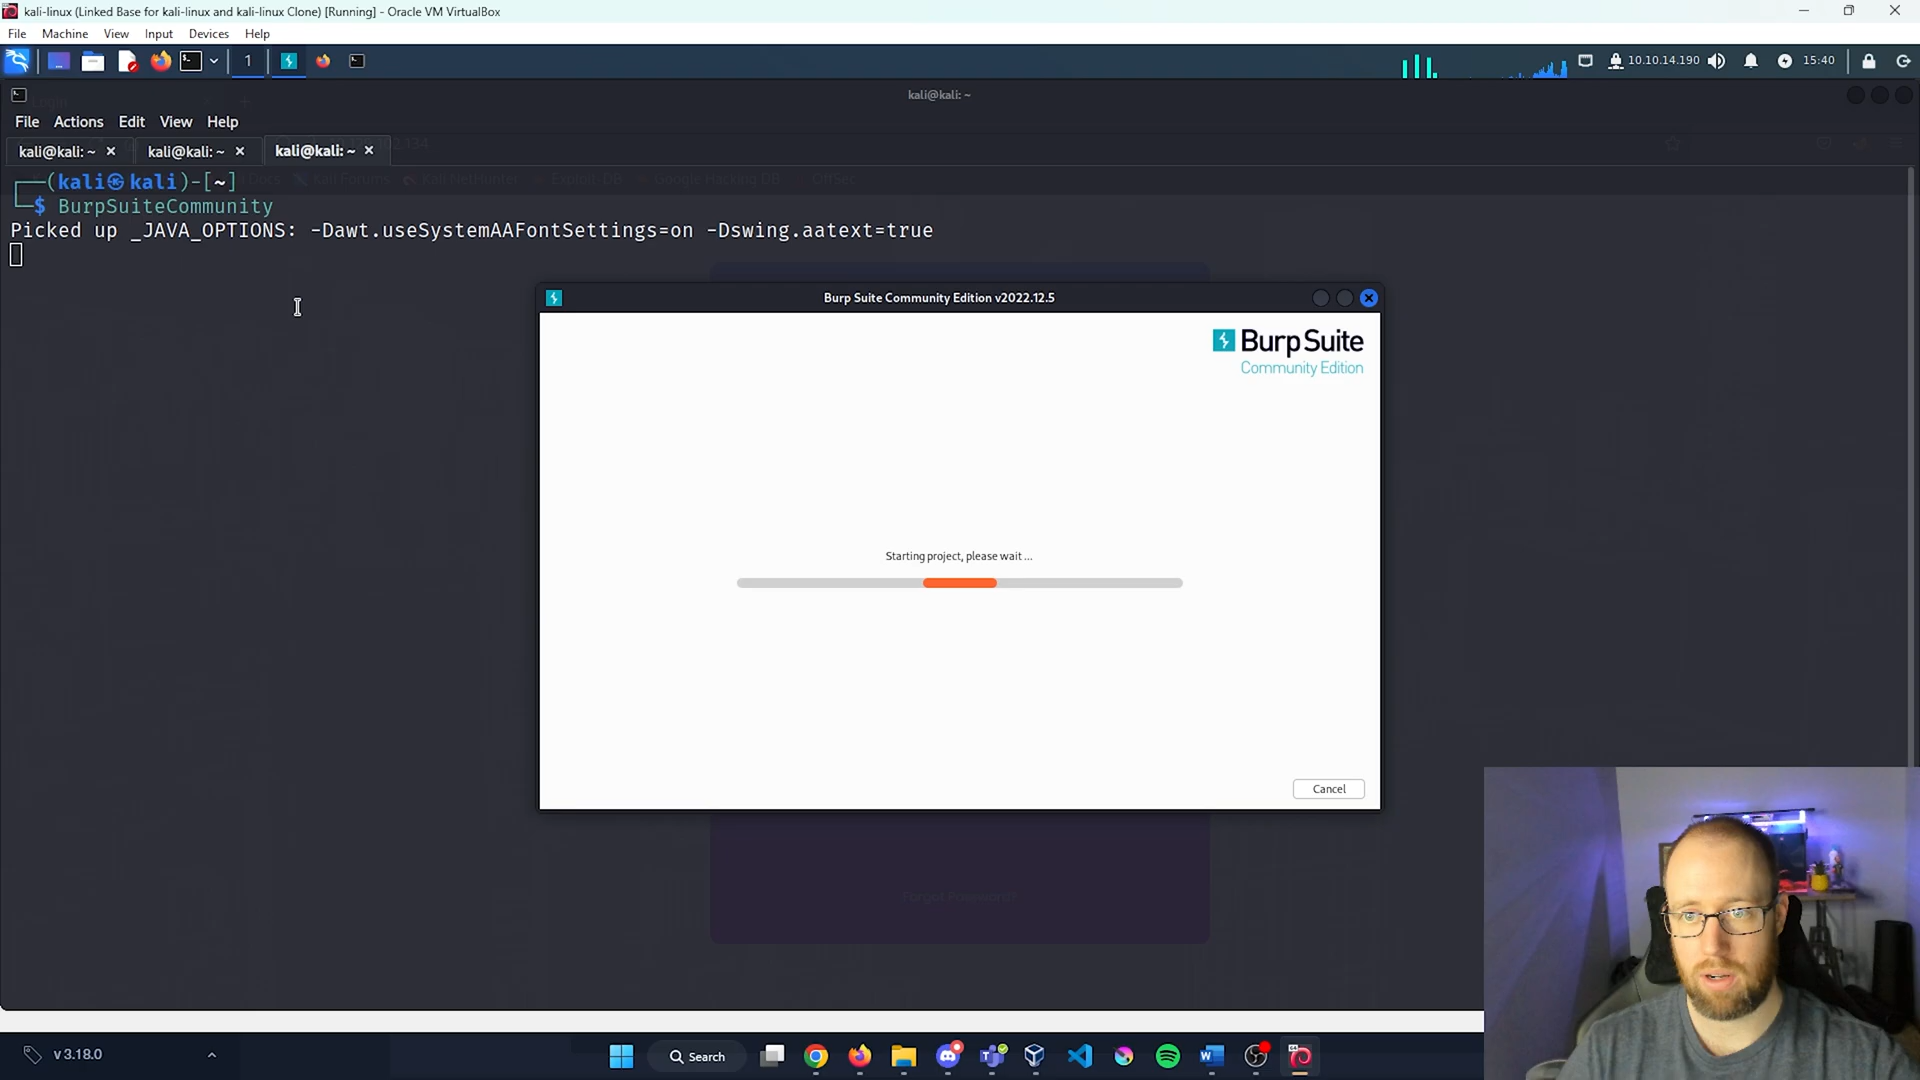 kali-linux (Linked Base for kali-linux and kali-linux Clone) [Running] - Oracle VM VirtualBox
File Machine View Input Devices Help
1
10.10.14.190
15:40
kali@kali: ~
File Actions Edit View Help
kali@kali: ~ kali@kali: ~ kali@kali: ~
(kali㉿kali)-[~]
$ BurpSuiteCommunity
Picked up _JAVA_OPTIONS: -Dawt.useSystemAAFontSettings=on -Dswing.aatext=true
Burp Suite Community Edition v2022.12.5
Burp Suite
Community Edition
Starting project, please wait ...
Cancel
Forgot Password?
v 3.18.0
Search